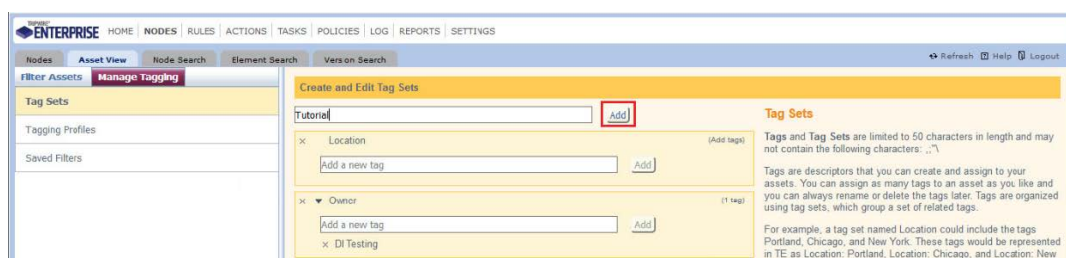 TRIPWIRE
ENTERPRISE HOME NODES RULES ACTIONS TASKS POLICIES LOG REPORTS SETTINGS
Nodes Asset View Node Search Element Search Version Search Refresh Help Logout
Filter Assets Manage Tagging
Tag Sets
Tagging Profiles
Saved Filters
Create and Edit Tag Sets
Tutorial Add
× Location (Add tags)
Add a new tag Add
× ▼ Owner (1 tag)
Add a new tag Add
× DI Testing
Tag Sets
Tags and Tag Sets are limited to 50 characters in length and may
not contain the following characters: ,:"\
Tags are descriptors that you can create and assign to your
assets. You can assign as many tags to an asset as you like and
you can always rename or delete the tags later. Tags are organized
using tag sets, which group a set of related tags.
For example, a tag set named Location could include the tags
Portland, Chicago, and New York. These tags would be represented
in TE as Location: Portland, Location: Chicago, and Location: New